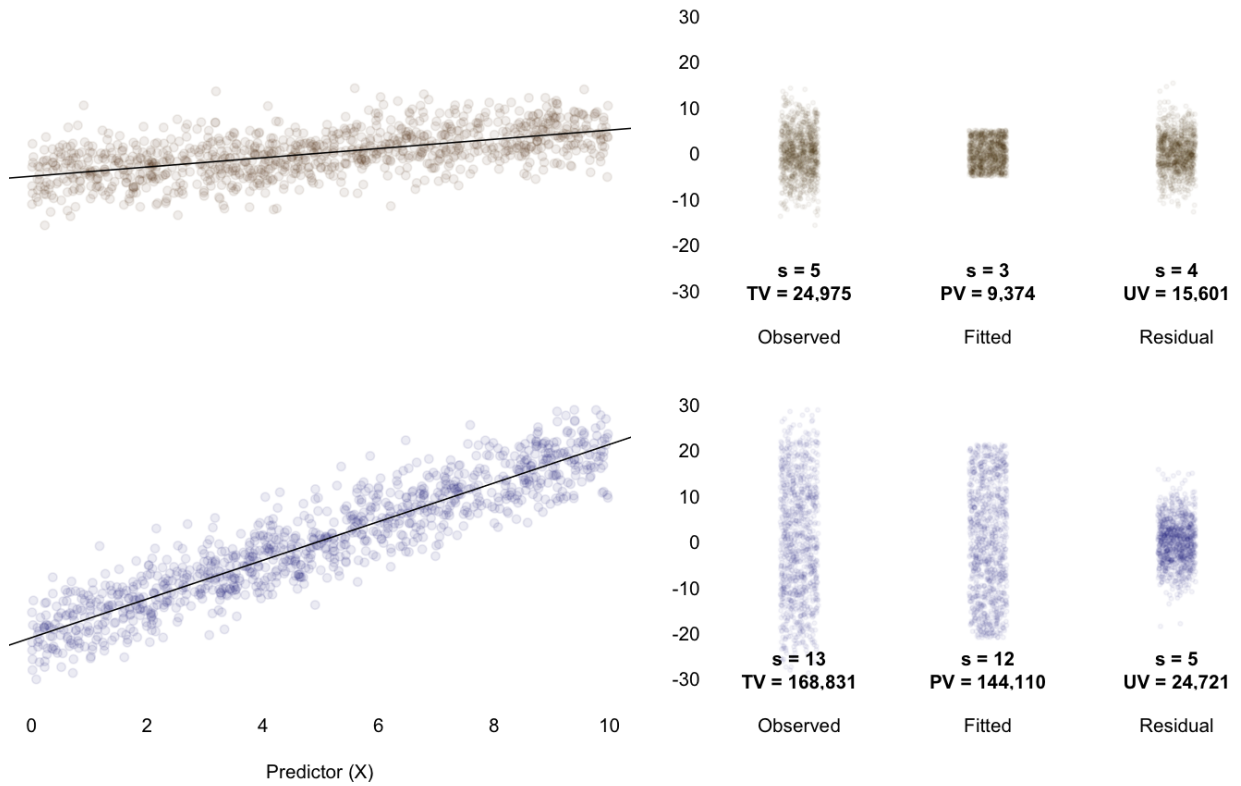 30
20
10
0
-10
-20
-30
s = 5
TV = 24,975
s = 3
PV = 9,374
s = 4
UV = 15,601
Observed
Fitted
Residual
30
20
10
0
-10
-20
-30
s = 13
TV = 168,831
s = 12
PV = 144,110
s = 5
UV = 24,721
0 2 4 6 8 10
Observed
Fitted
Residual
Predictor (X)